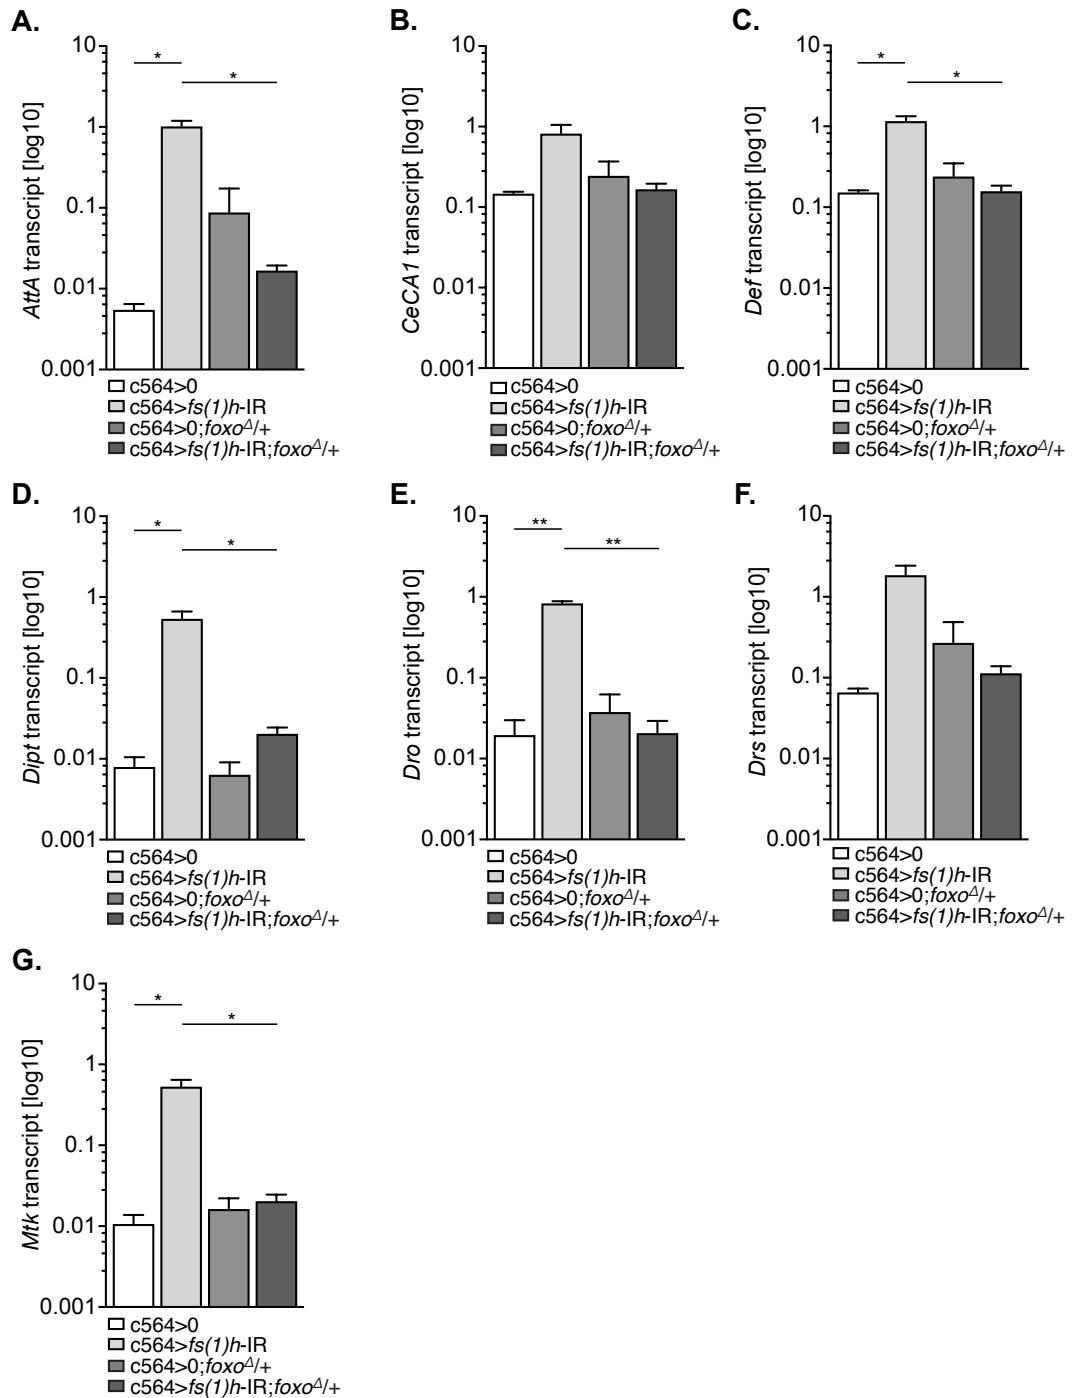 A.
AttA transcript [log10]
10
1
0.1
0.01
0.001
*
*
c564>0
c564>fs(1)h-IR
c564>0;foxoΔ/+
c564>fs(1)h-IR;foxoΔ/+
B.
CeCA1 transcript [log10]
10
1
0.1
0.01
0.001
c564>0
c564>fs(1)h-IR
c564>0;foxoΔ/+
c564>fs(1)h-IR;foxoΔ/+
C.
Def transcript [log10]
10
1
0.1
0.01
0.001
*
*
c564>0
c564>fs(1)h-IR
c564>0;foxoΔ/+
c564>fs(1)h-IR;foxoΔ/+
D.
Dipt transcript [log10]
10
1
0.1
0.01
0.001
*
*
c564>0
c564>fs(1)h-IR
c564>0;foxoΔ/+
c564>fs(1)h-IR;foxoΔ/+
E.
Dro transcript [log10]
10
1
0.1
0.01
0.001
**
**
c564>0
c564>fs(1)h-IR
c564>0;foxoΔ/+
c564>fs(1)h-IR;foxoΔ/+
F.
Drs transcript [log10]
10
1
0.1
0.01
0.001
c564>0
c564>fs(1)h-IR
c564>0;foxoΔ/+
c564>fs(1)h-IR;foxoΔ/+
G.
Mtk transcript [log10]
10
1
0.1
0.01
0.001
*
*
c564>0
c564>fs(1)h-IR
c564>0;foxoΔ/+
c564>fs(1)h-IR;foxoΔ/+